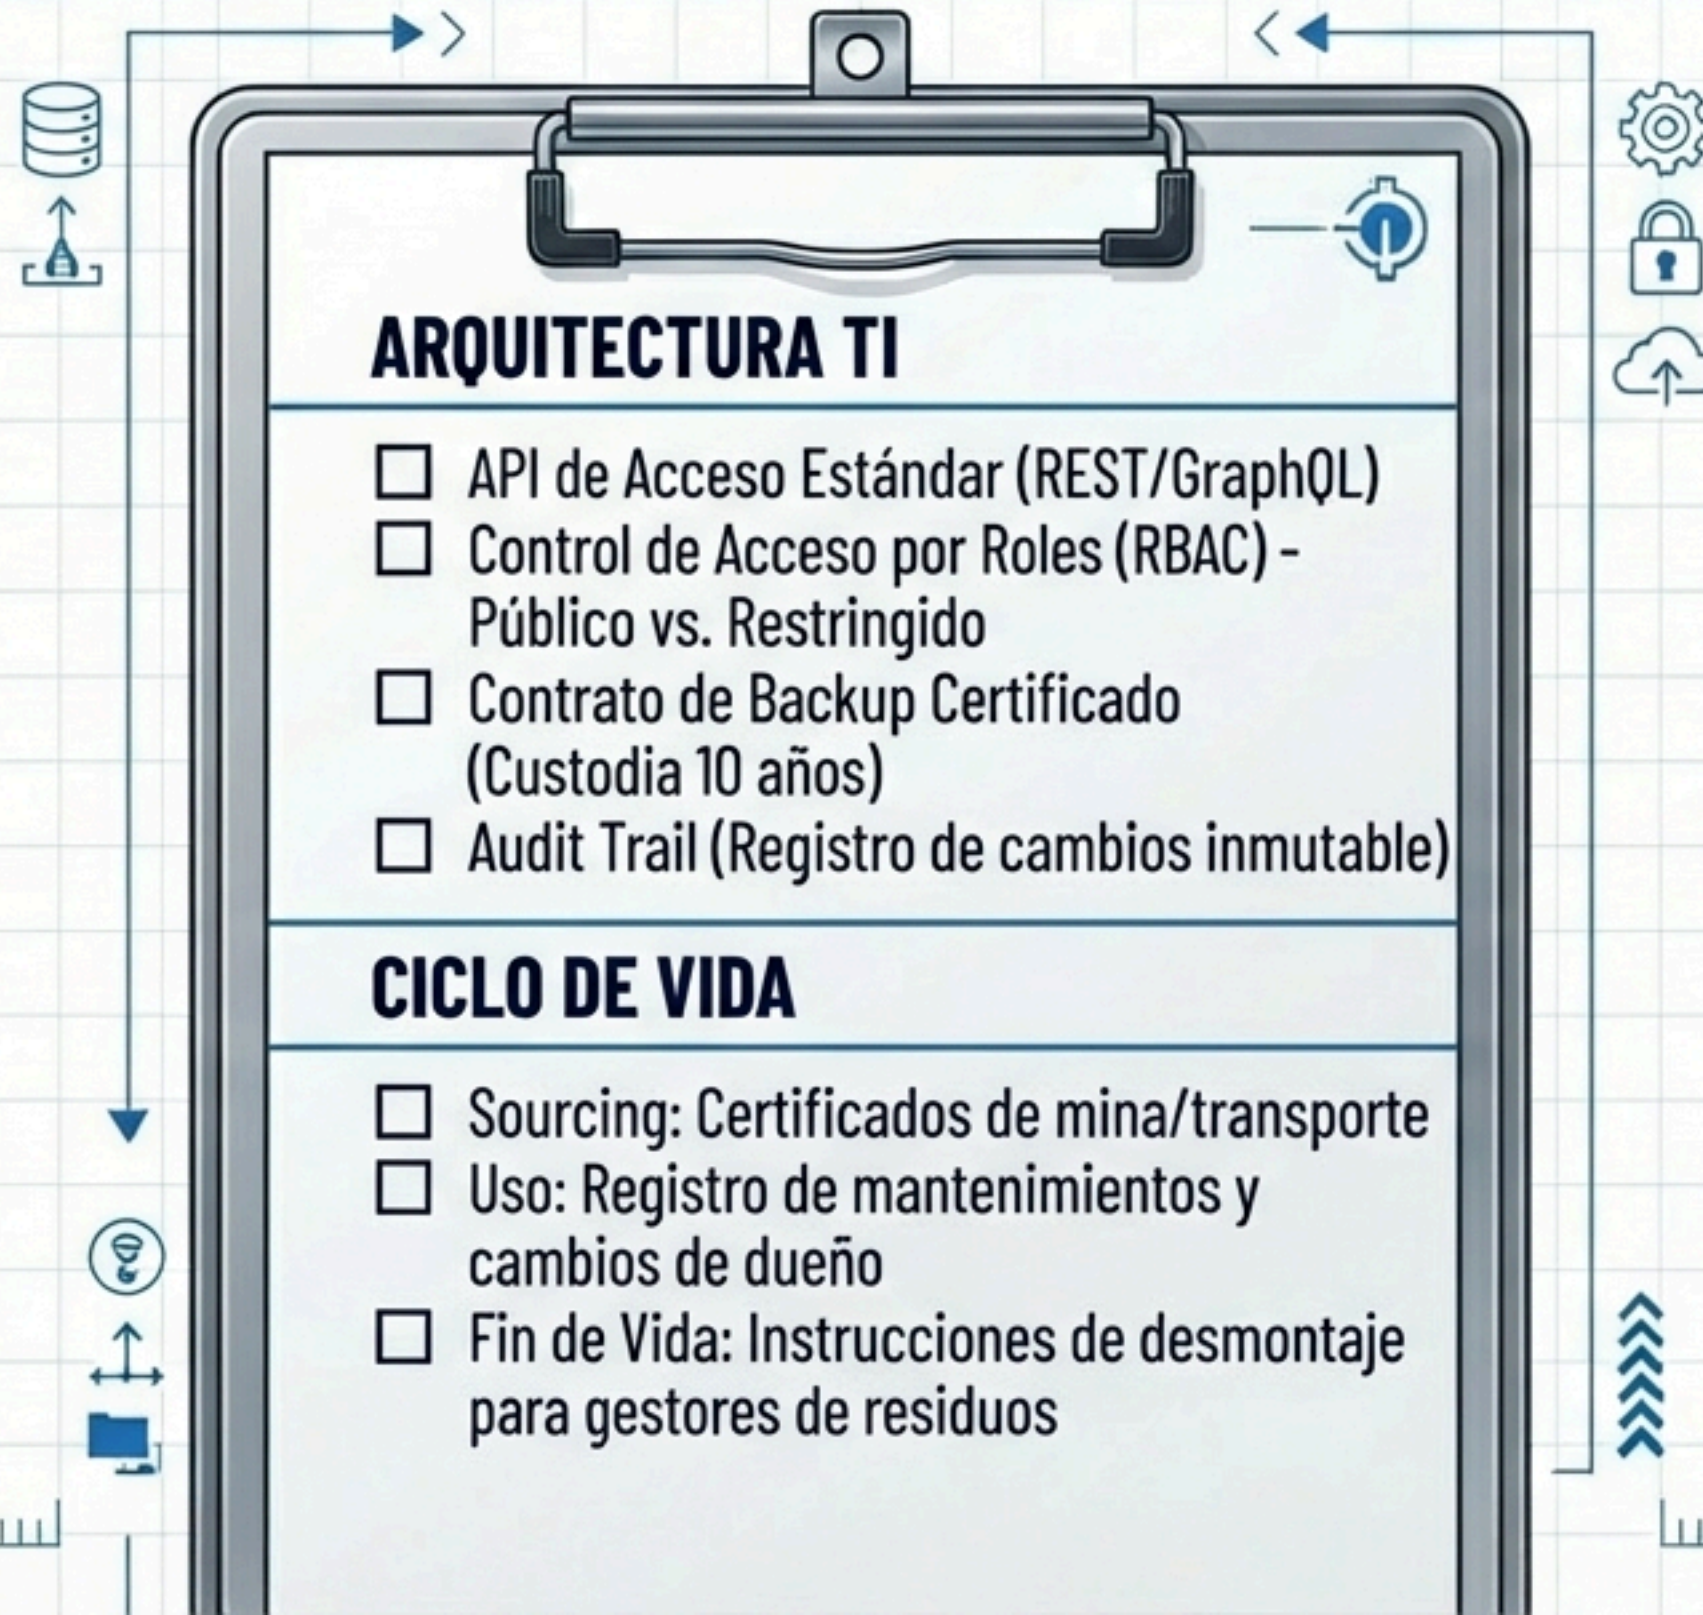 ARQUITECTURA TI
API de Acceso Estándar (REST/GraphQL)
Control de Acceso por Roles (RBAC) -
Público vs. Restringido
Contrato de Backup Certificado
(Custodia 10 años)
Audit Trail (Registro de cambios inmutable)
CICLO DE VIDA
Sourcing: Certificados de mina/transporte
Uso: Registro de mantenimientos y
cambios de dueño
Fin de Vida: Instrucciones de desmontaje
para gestores de residuos